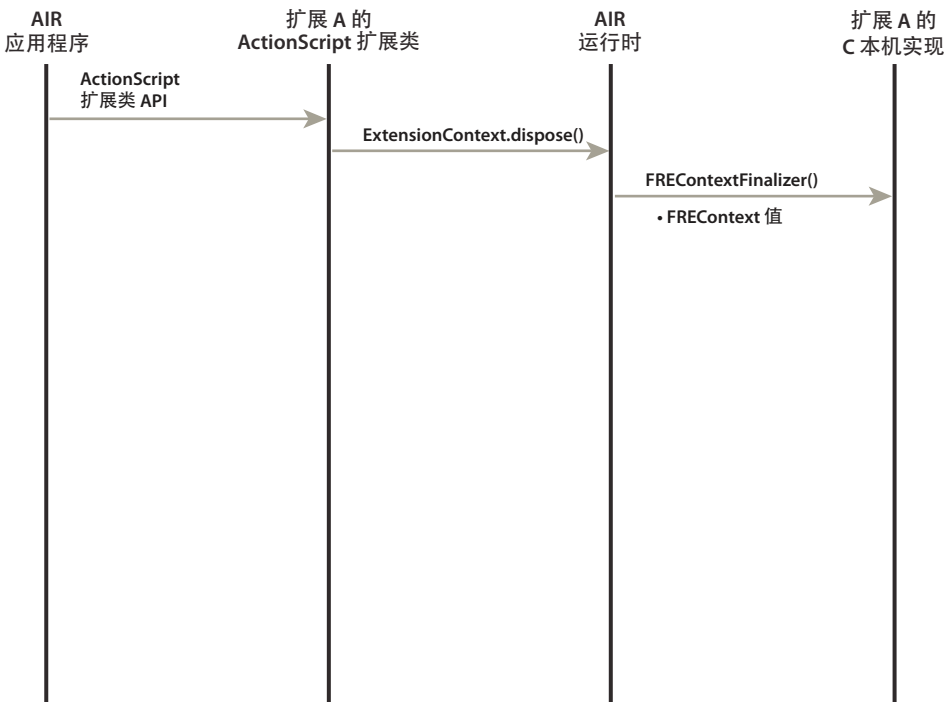 AIR
应用程序
扩展 A 的
ActionScript 扩展类
AIR
运行时
扩展 A 的
C 本机实现
ActionScript
扩展类 API
ExtensionContext.dispose()
FREContextFinalizer()
• FREContext 值